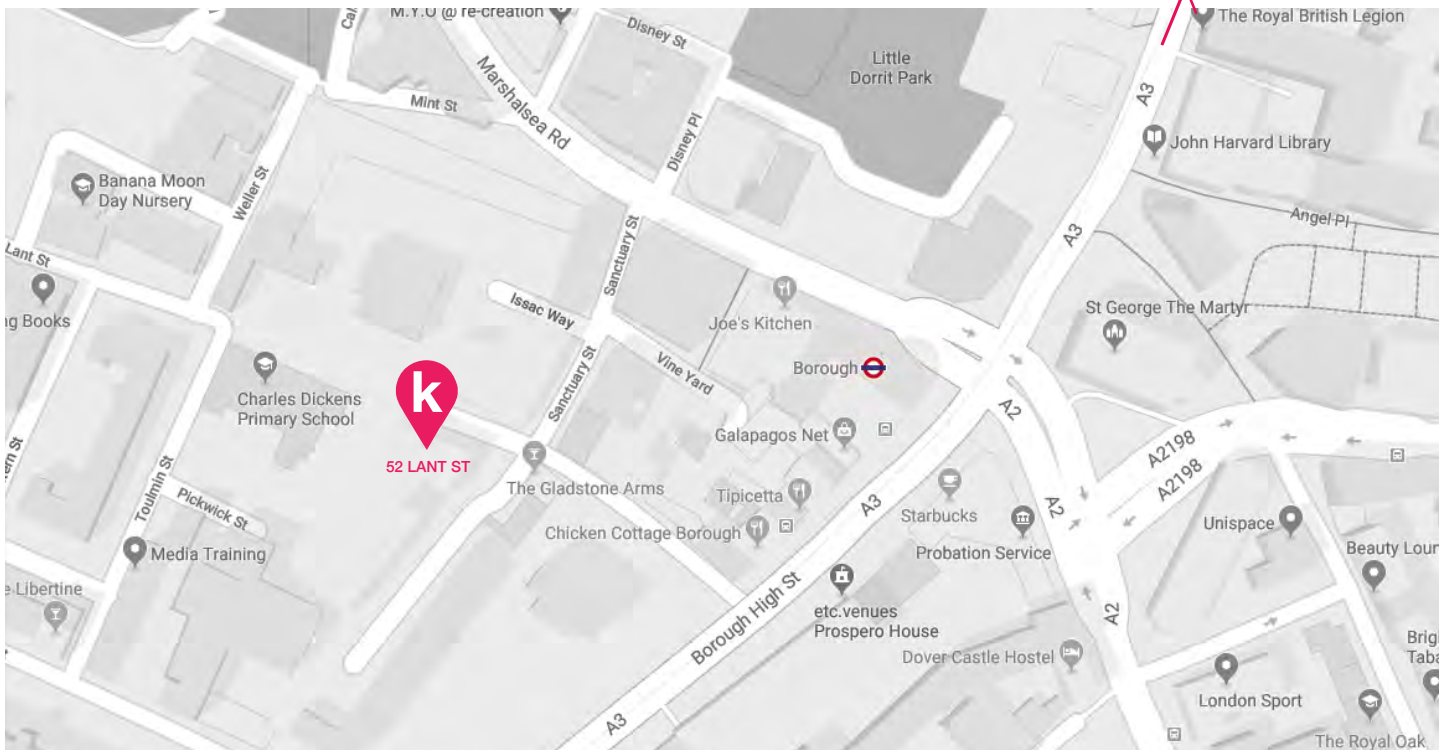 M.Y.O @ re-creation
The Royal British Legion
Disney St
Little
Dorrit Park
Marshalsea Rd
Mint St
A3
John Harvard Library
Disney Pl
Banana Moon
Day Nursery
Weller St
Angel Pl
A3
Lant St
Sanctuary St
Issac Way
St George The Martyr
ng Books
Joe's Kitchen
Borough
Vine Yard
Charles Dickens
Primary School
k
52 LANT ST
Sanctuary St
A2
Galapagos Net
A2198
A2198
The Gladstone Arms
Tipicetta
A3
Starbucks
A2
Toulmin St
Pickwick St
Chicken Cottage Borough
Probation Service
Unispace
Media Training
Beauty Loun
e Libertine
etc.venues
Prospero House
A2
Borough High St
Dover Castle Hostel
Brig
Taba
London Sport
A3
The Royal Oak